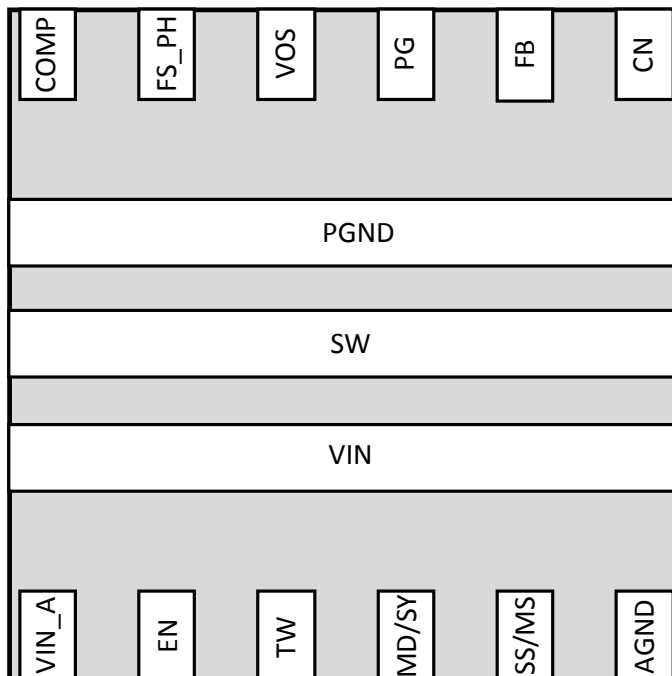 COMP
FS_PH
VOS
PG
FB
CN
PGND
SW
VIN
VIN_A
EN
TW
MD/SY
SS/MS
AGND